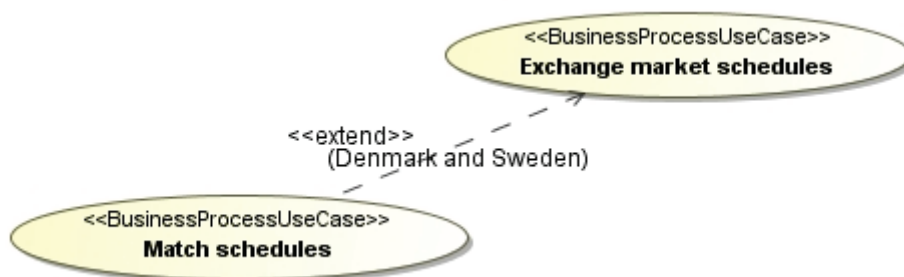 <<BusinessProcessUseCase>>
Exchange market schedules
<<extend>>
(Denmark and Sweden)
<<BusinessProcessUseCase>>
Match schedules